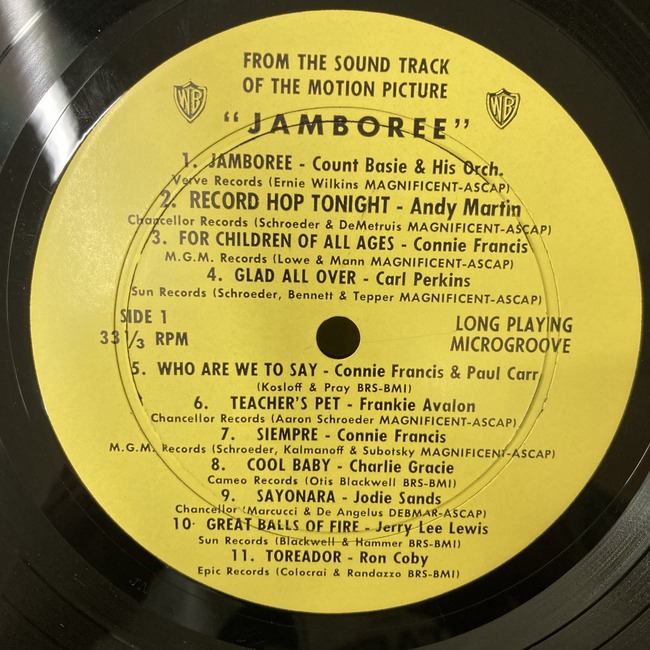 FROM THE SOUND TRACK
OF THE MOTION PICTURE
WB
WB
"JAMBOREE"
1. JAMBOREE - Count Basie & His Orch.
Verve Records (Ernie Wilkins MAGNIFICENT-ASCAP)
2. RECORD HOP TONIGHT - Andy Martin
Chancellor Records (Schroeder & DeMetruis MAGNIFICENT-ASCAP)
3. FOR CHILDREN OF ALL AGES - Connie Francis
M.G.M. Records (Lowe & Mann MAGNIFICENT-ASCAP)
4. GLAD ALL OVER - Carl Perkins
Sun Records (Schroeder, Bennett & Tepper MAGNIFICENT-ASCAP)
SIDE 1
33 1/3 RPM
LONG PLAYING
MICROGROOVE
5. WHO ARE WE TO SAY - Connie Francis & Paul Carr
(Kosloff & Pray BRS-BMI)
6. TEACHER'S PET - Frankie Avalon
Chancellor Records (Aaron Schroeder MAGNIFICENT-ASCAP)
7. SIEMPRE - Connie Francis
M.G.M. Records (Schroeder, Kalmanoff & Subotsky MAGNIFICENT-ASCAP)
8. COOL BABY - Charlie Gracie
Cameo Records (Otis Blackwell BRS-BMI)
9. SAYONARA - Jodie Sands
Chancellor (Marcucci & De Angelus DEBMAR-ASCAP)
10. GREAT BALLS OF FIRE - Jerry Lee Lewis
Sun Records (Blackwell & Hammer BRS-BMI)
11. TOREADOR - Ron Coby
Epic Records (Colocrai & Randazzo BRS-BMI)